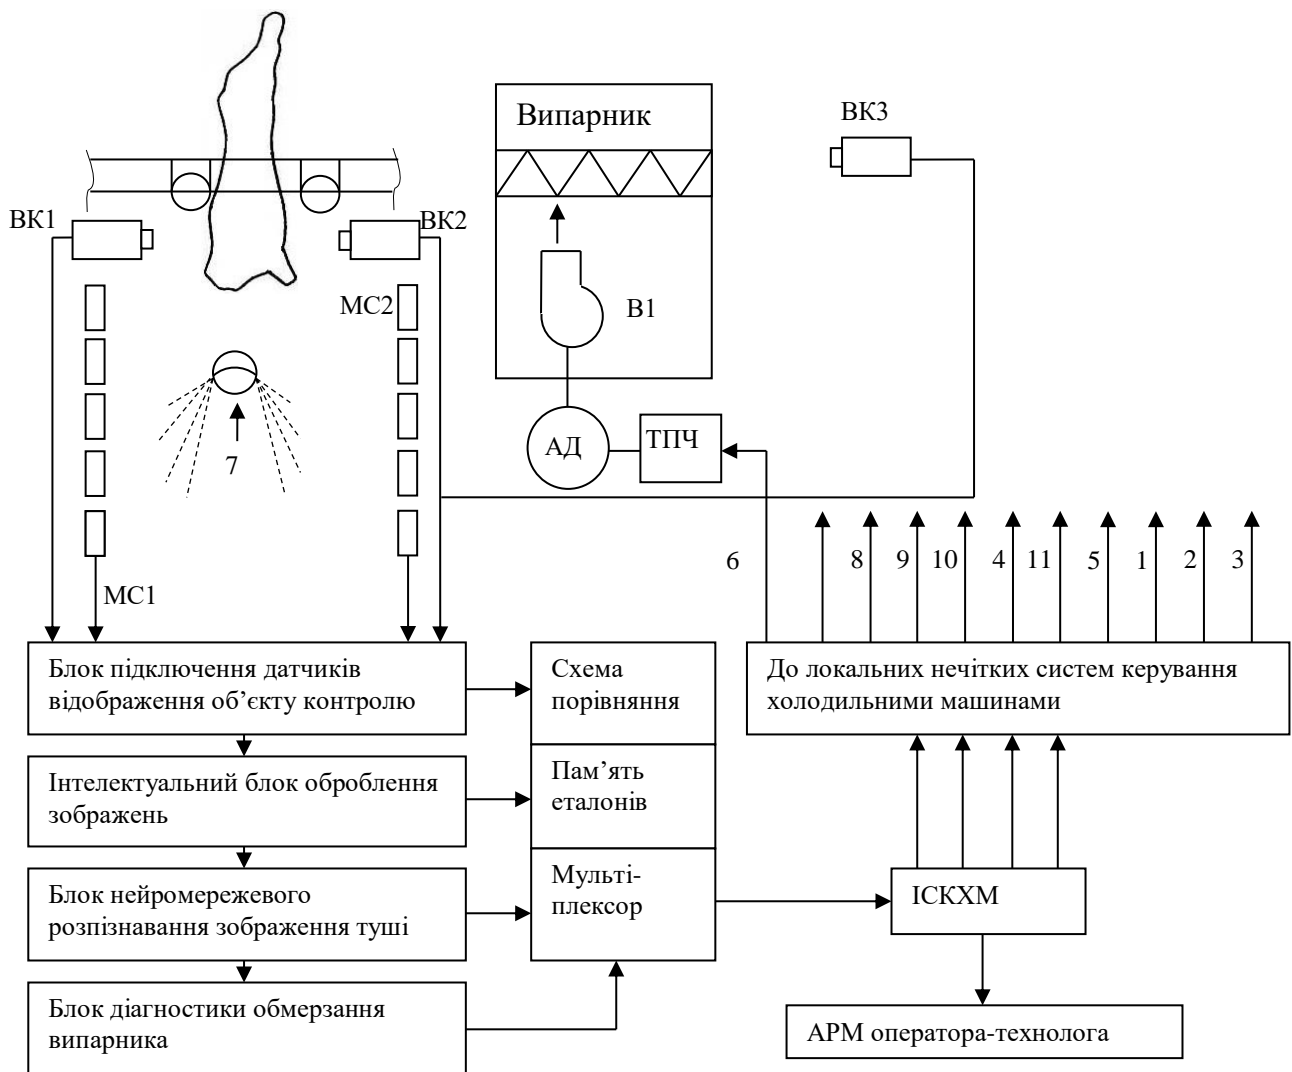 Випарник
ВК3
ВК1
ВК2
МС2
В1
АД
ТПЧ
7
6
8
9
10
4
11
5
1
2
3
МС1
Блок підключення датчиків
відображення об’єкту контролю
Схема
порівняння
До локальних нечітких систем керування
холодильними машинами
Інтелектуальний блок оброблення
зображень
Пам’ять
еталонів
Блок нейромережевого
розпізнавання зображення туші
Мульті-
плексор
ІСКХМ
Блок діагностики обмерзання
випарника
АРМ оператора-технолога